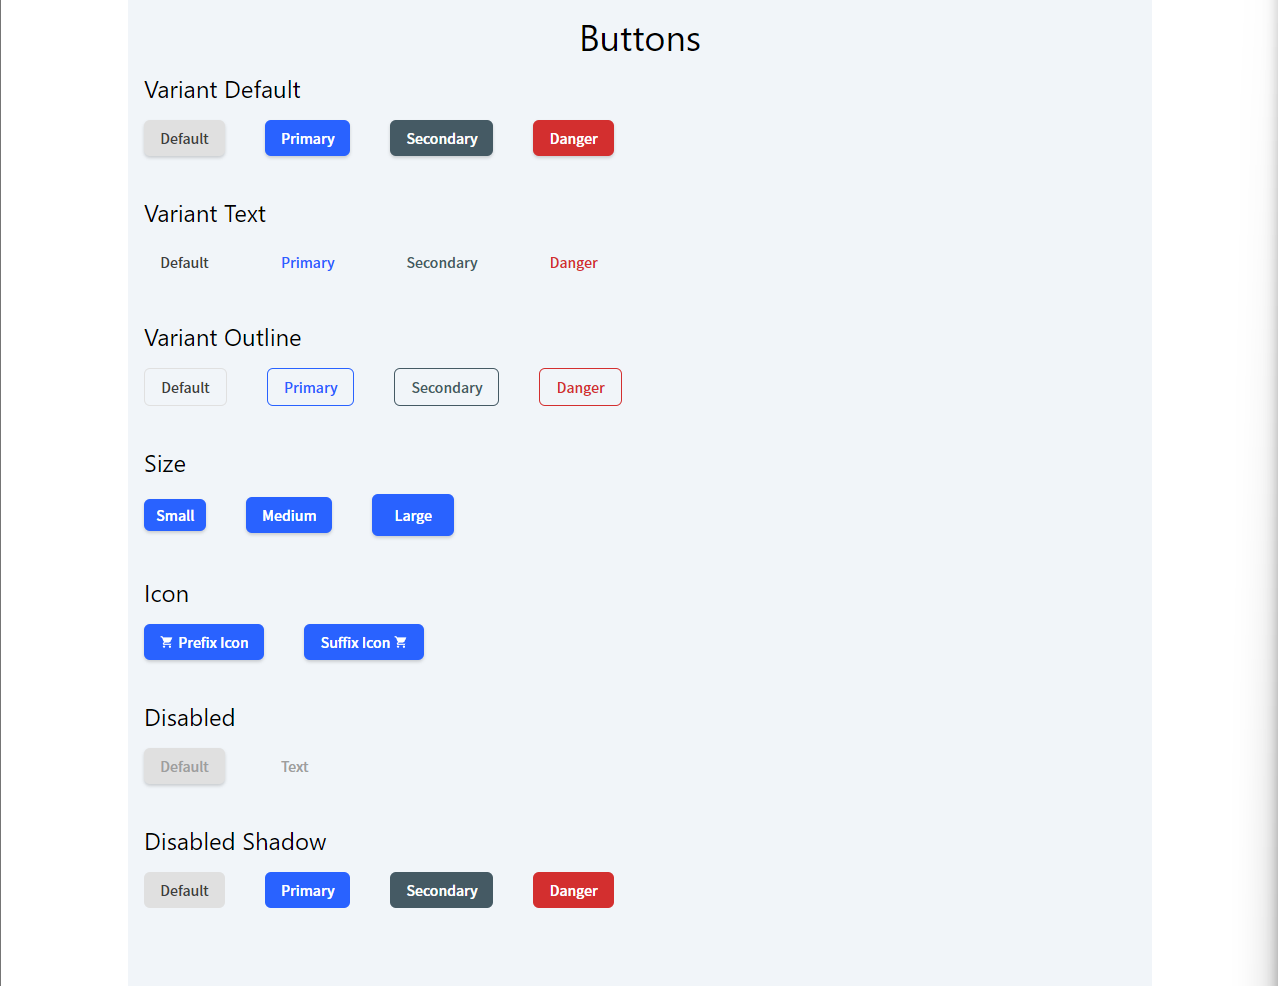 Buttons
Variant Default
Default Primary Secondary Danger
Variant Text
Default Primary Secondary Danger
Variant Outline
Default Primary Secondary Danger
Size
Small Medium Large
Icon
Prefix Icon Suffix Icon
Disabled
Default Text
Disabled Shadow
Default Primary Secondary Danger